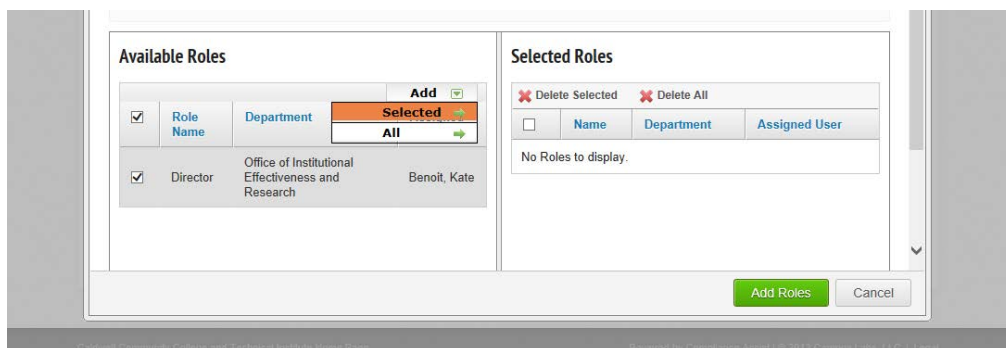 Available Roles
Add
Selected
All
Role Name
Department
Director
Office of Institutional
Effectiveness and
Research
Benoit, Kate
Selected Roles
Delete Selected
Delete All
Name
Department
Assigned User
No Roles to display.
Add Roles
Cancel